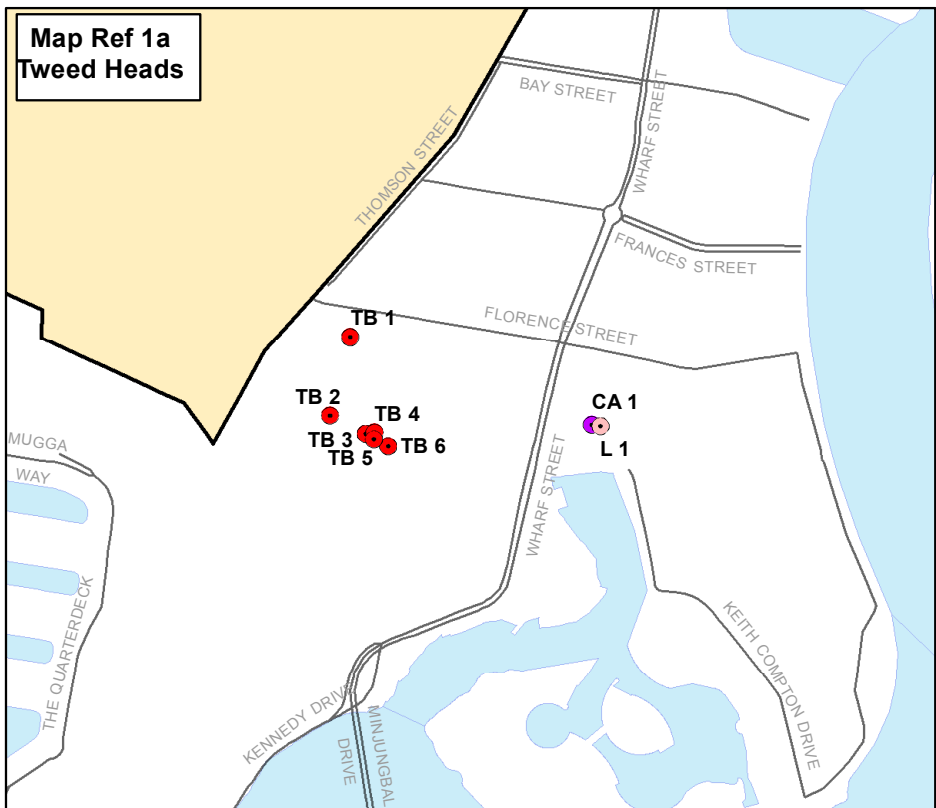 Map Ref 1a
Tweed Heads
BAY STREET
WHARF STREET
THOMSON STREET
FRANCES STREET
FLORENCE STREET
TB 1
TB 2
TB 4
TB 3
TB 5
TB 6
CA 1
L 1
MUGGA
WAY
WHARF STREET
THE QUARTERDECK
KEITH COMPTON DRIVE
KENNEDY DRIVE
MINJUNGBAL
DRIVE